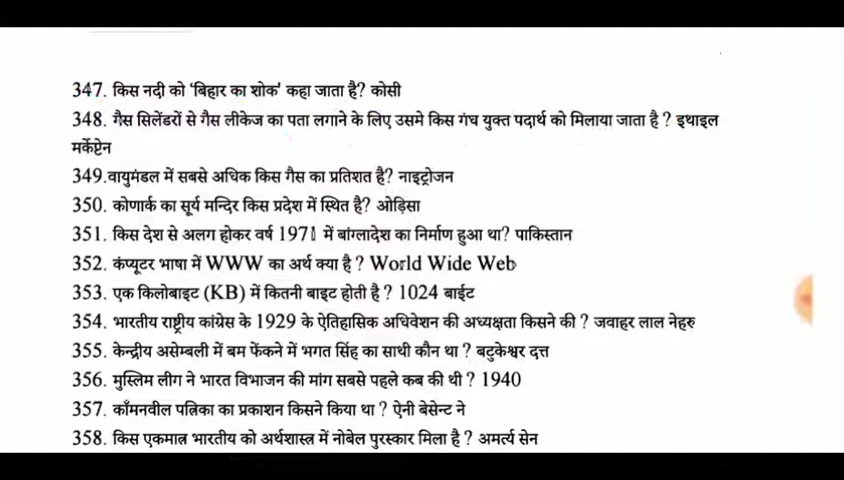 347. किस नदी को 'बिहार का शोक' कहा जाता है? कोसी
348. गैस सिलेंडरों से गैस लीकेज का पता लगाने के लिए उसमे किस गंघ युक्त पदार्थ को मिलाया जाता है ? इथाइल
मर्केप्टेन
349.वायुमंडल में सबसे अधिक किस गैस का प्रतिशत है? नाइट्रोजन
350. कोणार्क का सूर्य मन्दिर किस प्रदेश में स्थित है? ओड़िसा
351. किस देश से अलग होकर वर्ष 1971 में बांग्लादेश का निर्माण हुआ था? पाकिस्तान
352. कंप्यूटर भाषा में WWW का अर्थ क्या है ? World Wide Web
353. एक किलोबाइट (KB) में कितनी बाइट होती है ? 1024 बाईट
354. भारतीय राष्ट्रीय कांग्रेस के 1929 के ऐतिहासिक अधिवेशन की अध्यक्षता किसने की ? जवाहर लाल नेहरु
355. केन्द्रीय असेम्बली में बम फेंकने में भगत सिंह का साथी कौन था ? बटुकेश्वर दत्त
356. मुस्लिम लीग ने भारत विभाजन की मांग सबसे पहले कब की थी ? 1940
357. काँमनवील पत्रिका का प्रकाशन किसने किया था ? ऐनी बेसेन्ट ने
358. किस एकमात्र भारतीय को अर्थशास्त्र में नोबेल पुरस्कार मिला है ? अमर्त्य सेन